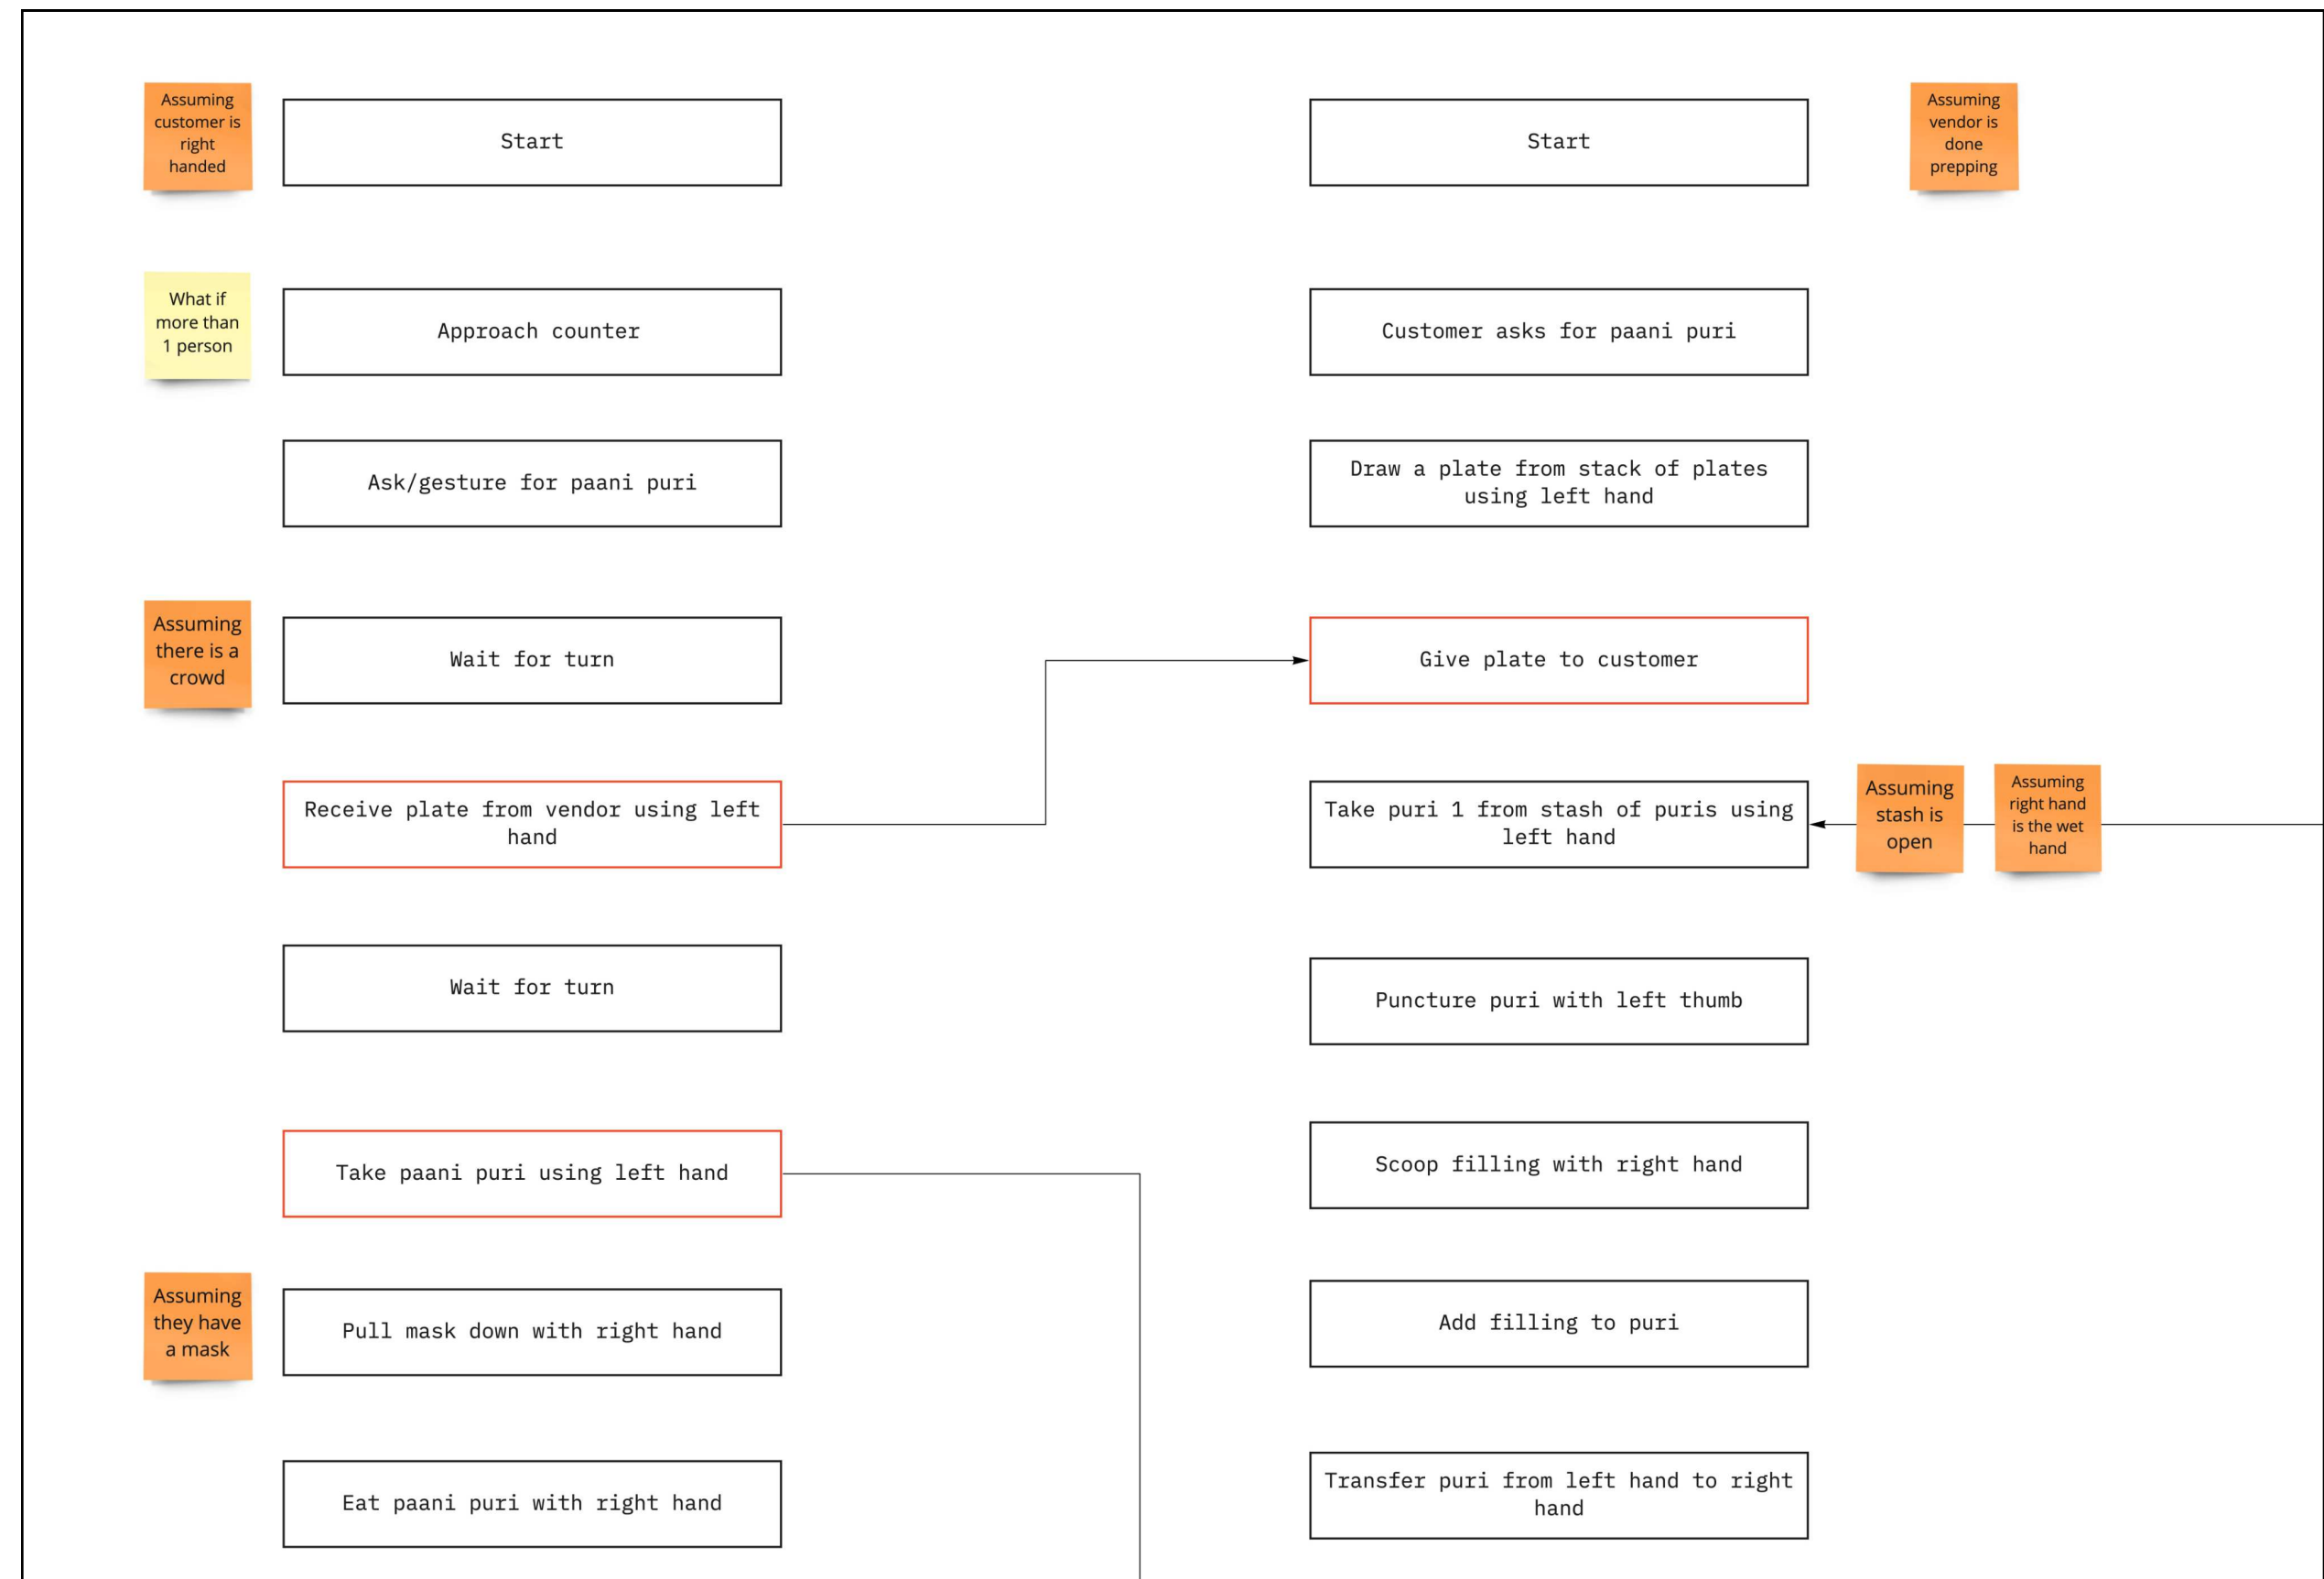 Assuming
customer is
right
handed
Start
Start
Assuming
vendor is
done
prepping
What if
more than
1 person
Approach counter
Customer asks for paani puri
Ask/gesture for paani puri
Draw a plate from stack of plates
using left hand
Assuming
there is a
crowd
Wait for turn
Give plate to customer
Receive plate from vendor using left
hand
Take puri 1 from stash of puris using
left hand
Assuming
stash is
open
Assuming
right hand
is the wet
hand
Wait for turn
Puncture puri with left thumb
Take paani puri using left hand
Scoop filling with right hand
Assuming
they have
a mask
Pull mask down with right hand
Add filling to puri
Eat paani puri with right hand
Transfer puri from left hand to right
hand